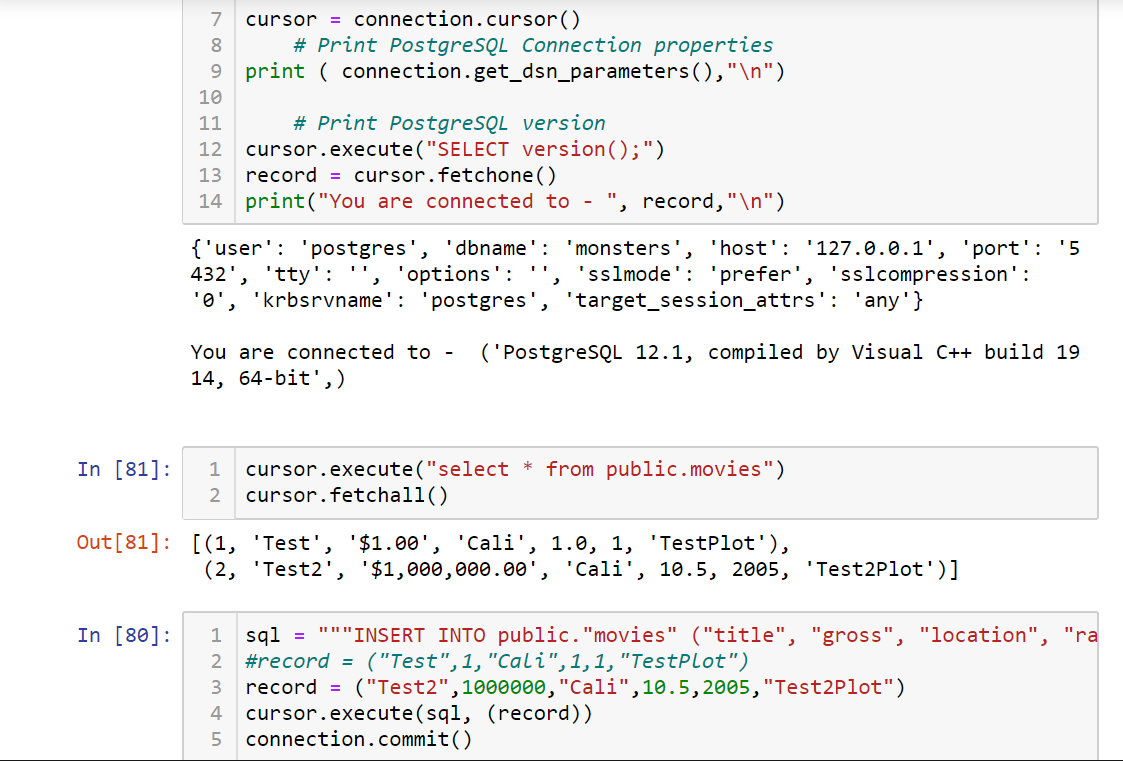 7 cursor = connection.cursor()
8     # Print PostgreSQL Connection properties
9 print ( connection.get_dsn_parameters(),"\n")
10
11     # Print PostgreSQL version
12 cursor.execute("SELECT version();")
13 record = cursor.fetchone()
14 print("You are connected to - ", record,"\n")
{'user': 'postgres', 'dbname': 'monsters', 'host': '127.0.0.1', 'port': '5
432', 'tty': '', 'options': '', 'sslmode': 'prefer', 'sslcompression':
'0', 'krbsrvname': 'postgres', 'target_session_attrs': 'any'}
You are connected to -  ('PostgreSQL 12.1, compiled by Visual C++ build 19
14, 64-bit',)
In [81]: 1 cursor.execute("select * from public.movies")
2 cursor.fetchall()
Out[81]: [(1, 'Test', '$1.00', 'Cali', 1.0, 1, 'TestPlot'),
(2, 'Test2', '$1,000,000.00', 'Cali', 10.5, 2005, 'Test2Plot')]
In [80]: 1 sql = """INSERT INTO public."movies" ("title", "gross", "location", "ra
2 #record = ("Test",1,"Cali",1,1,"TestPlot")
3 record = ("Test2",1000000,"Cali",10.5,2005,"Test2Plot")
4 cursor.execute(sql, (record))
5 connection.commit()